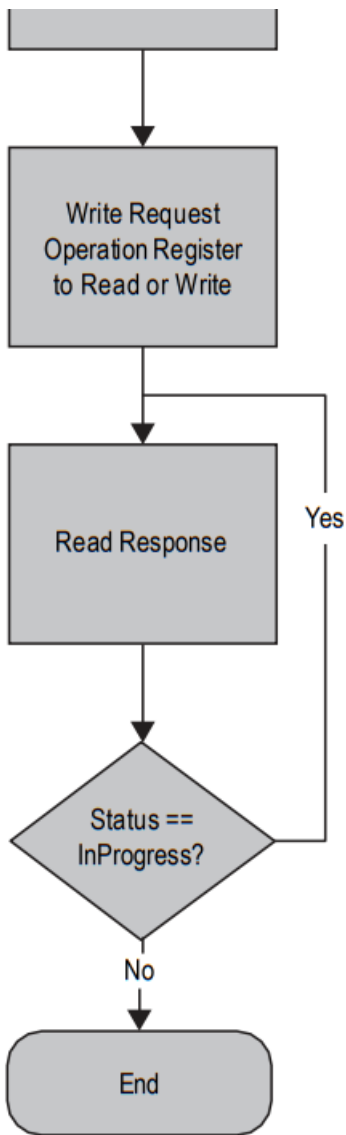 Write Request
Operation Register
to Read or Write
Read Response
Yes
Status ==
InProgress?
No
End